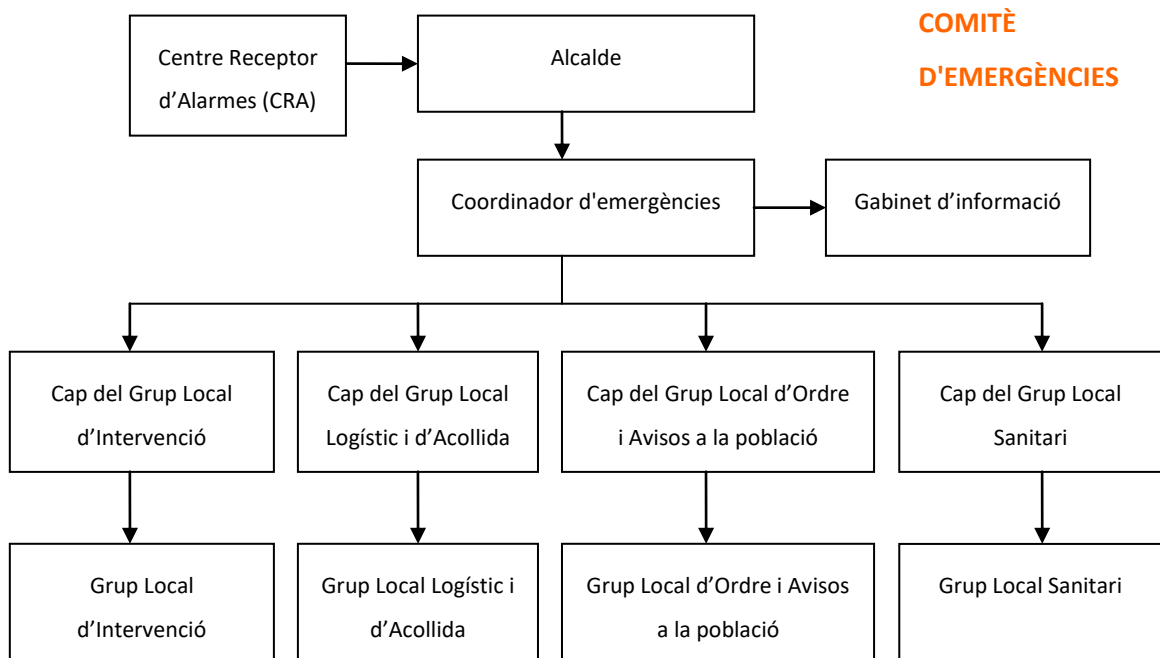 COMITÈ
D'EMERGÈNCIES
Centre Receptor
d’Alarmes (CRA)
Alcalde
Coordinador d'emergències
Gabinet d’informació
Cap del Grup Local
d’Intervenció
Cap del Grup Local
Logístic i d’Acollida
Cap del Grup Local d’Ordre
i Avisos a la població
Cap del Grup Local
Sanitari
Grup Local
d’Intervenció
Grup Local Logístic i
d’Acollida
Grup Local d’Ordre i Avisos
a la població
Grup Local Sanitari